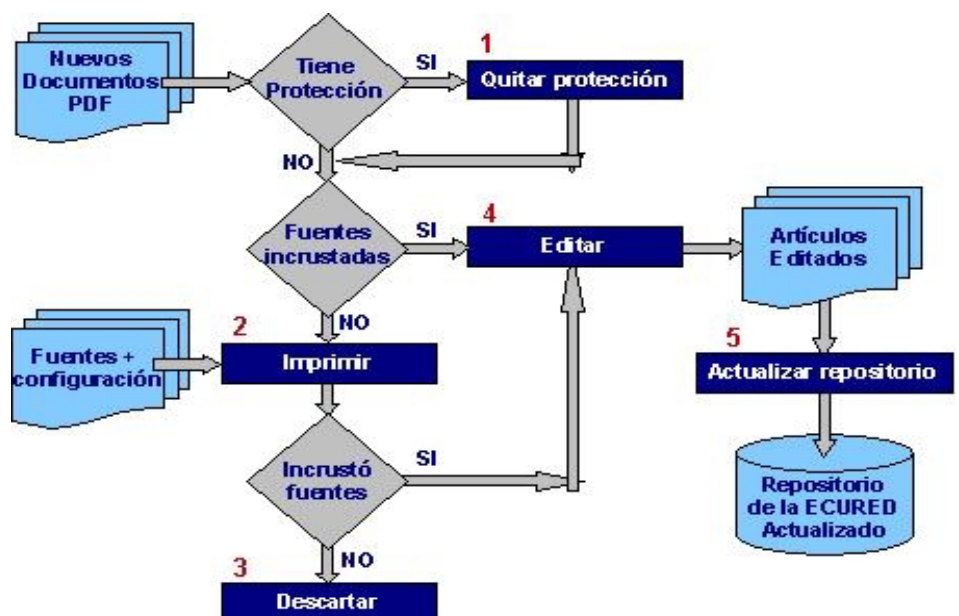 Nuevos
Documentos
PDF
Tiene
Protección
SI
1
Quitar protección
NO
Fuentes
incrustadas
SI
4
Editar
Artículos
Editados
NO
Fuentes +
configuración
2
Imprimir
5
Actualizar repositorio
Incrustó
fuentes
SI
Repositorio
de la ECURED
Actualizado
NO
3
Descartar